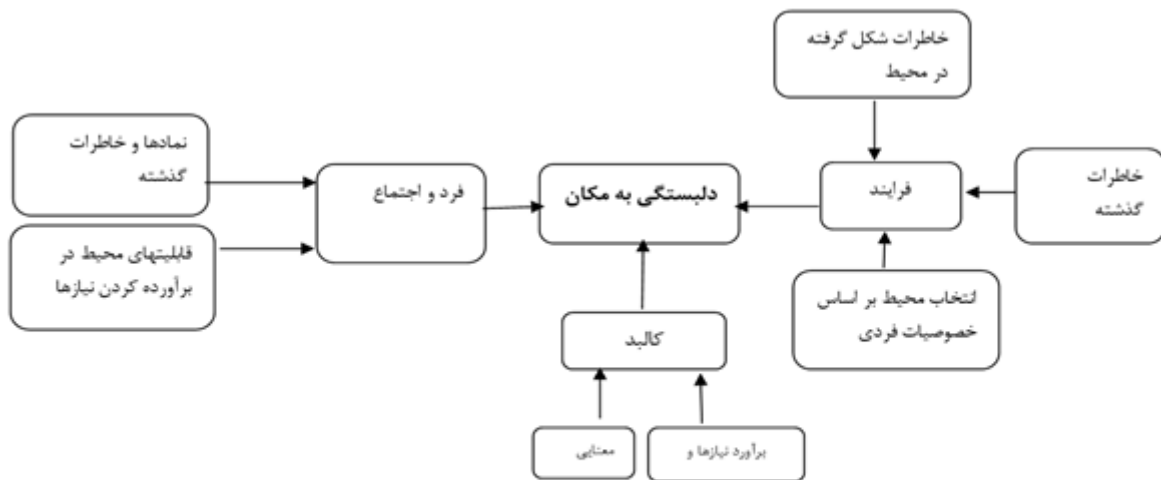 خاطرات شکل گرفته
در محیط
خاطرات
گذشته
فرایند
دلبستگی به مکان
فرد و اجتماع
نمادها و خاطرات
گذشته
قابلیتهای محیط در
برآورده کردن نیازها
انتخاب محیط بر اساس
خصوصیات فردی
کالبد
برآورد نیازها و
معنایی